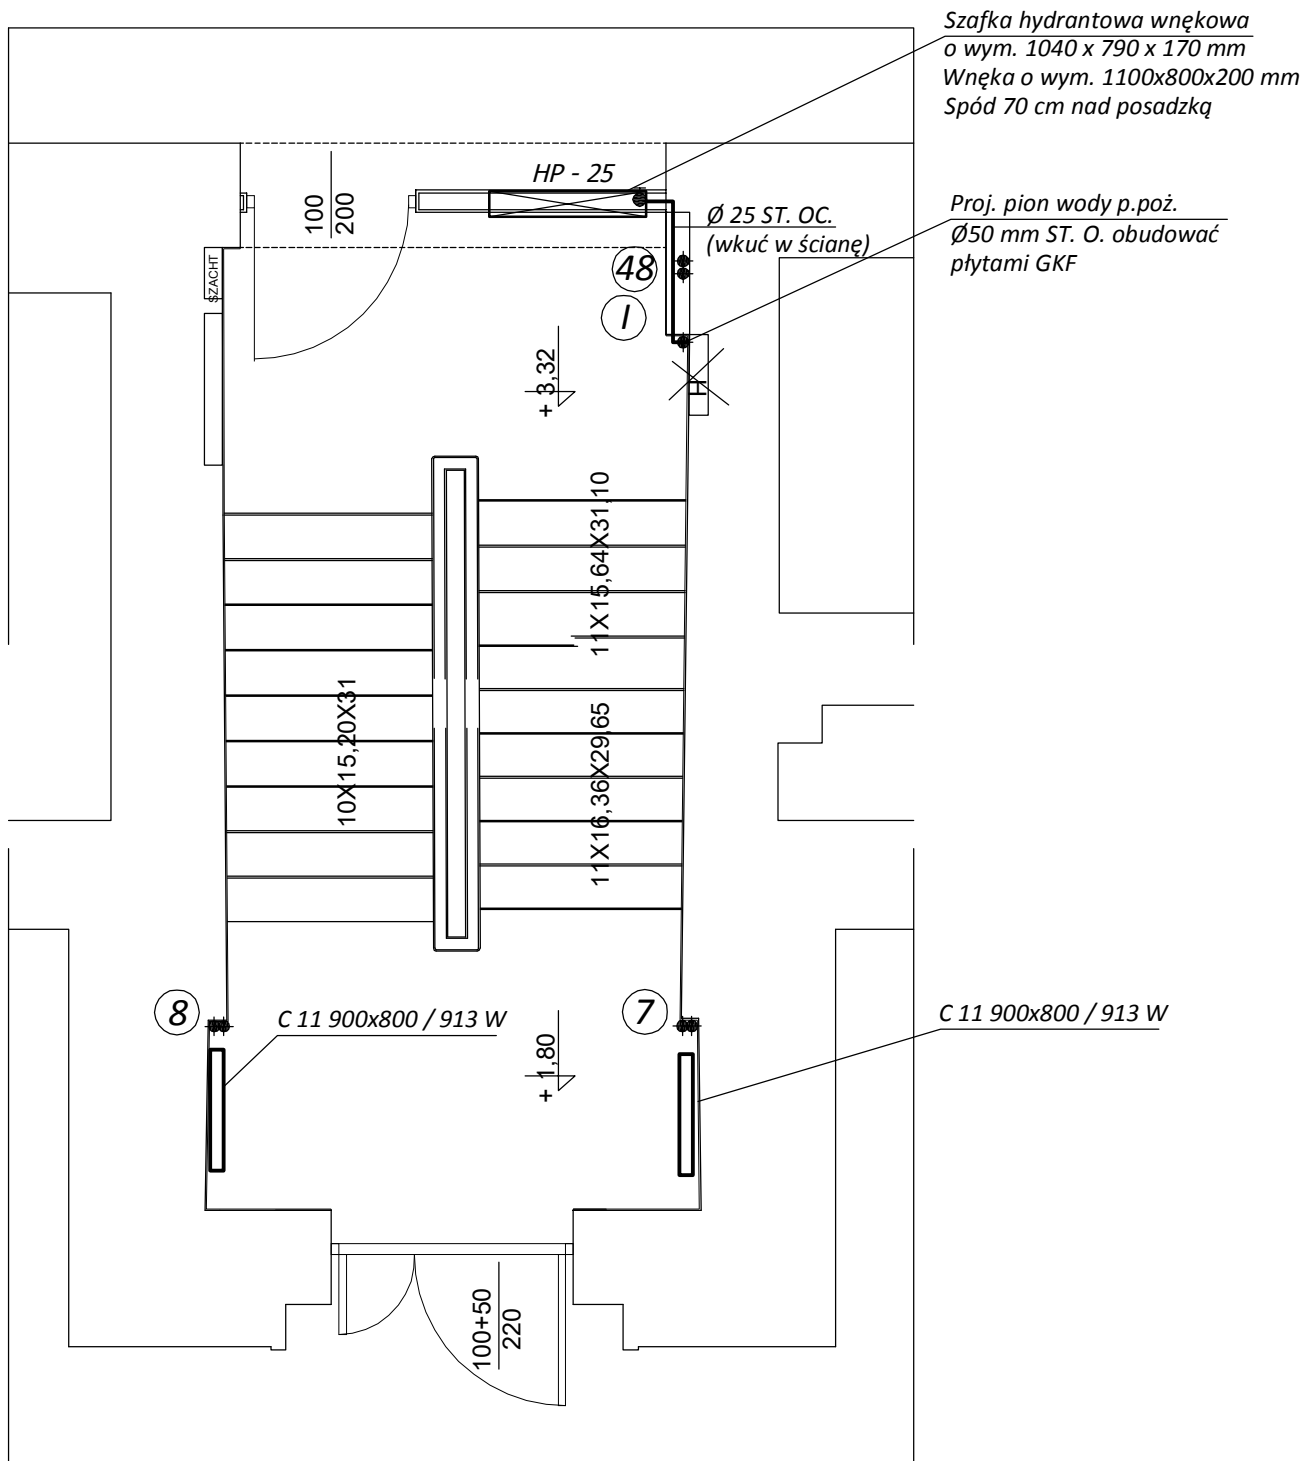 Szafka hydrantowa wnękowa
o wym. 1040 x 790 x 170 mm
Wnęka o wym. 1100x800x200 mm
Spód 70 cm nad posadzką
HP - 25
100
200
Ø 25 ST. OC.
(wkuć w ścianę)
Proj. pion wody p.poż.
Ø50 mm ST. O. obudować
płytami GKF
SZACHT
48
I
+ 3,32
H
11X15,64X31,10
10X15,20X31
11X16,36X29,65
8
C 11 900x800 / 913 W
7
C 11 900x800 / 913 W
+ 1,80
100+50
220